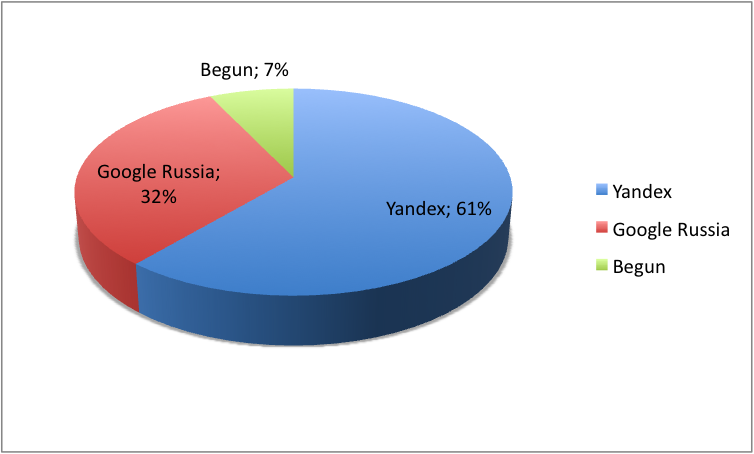 Begun; 7%
Google Russia;
32%
Yandex; 61%
Yandex
Google Russia
Begun